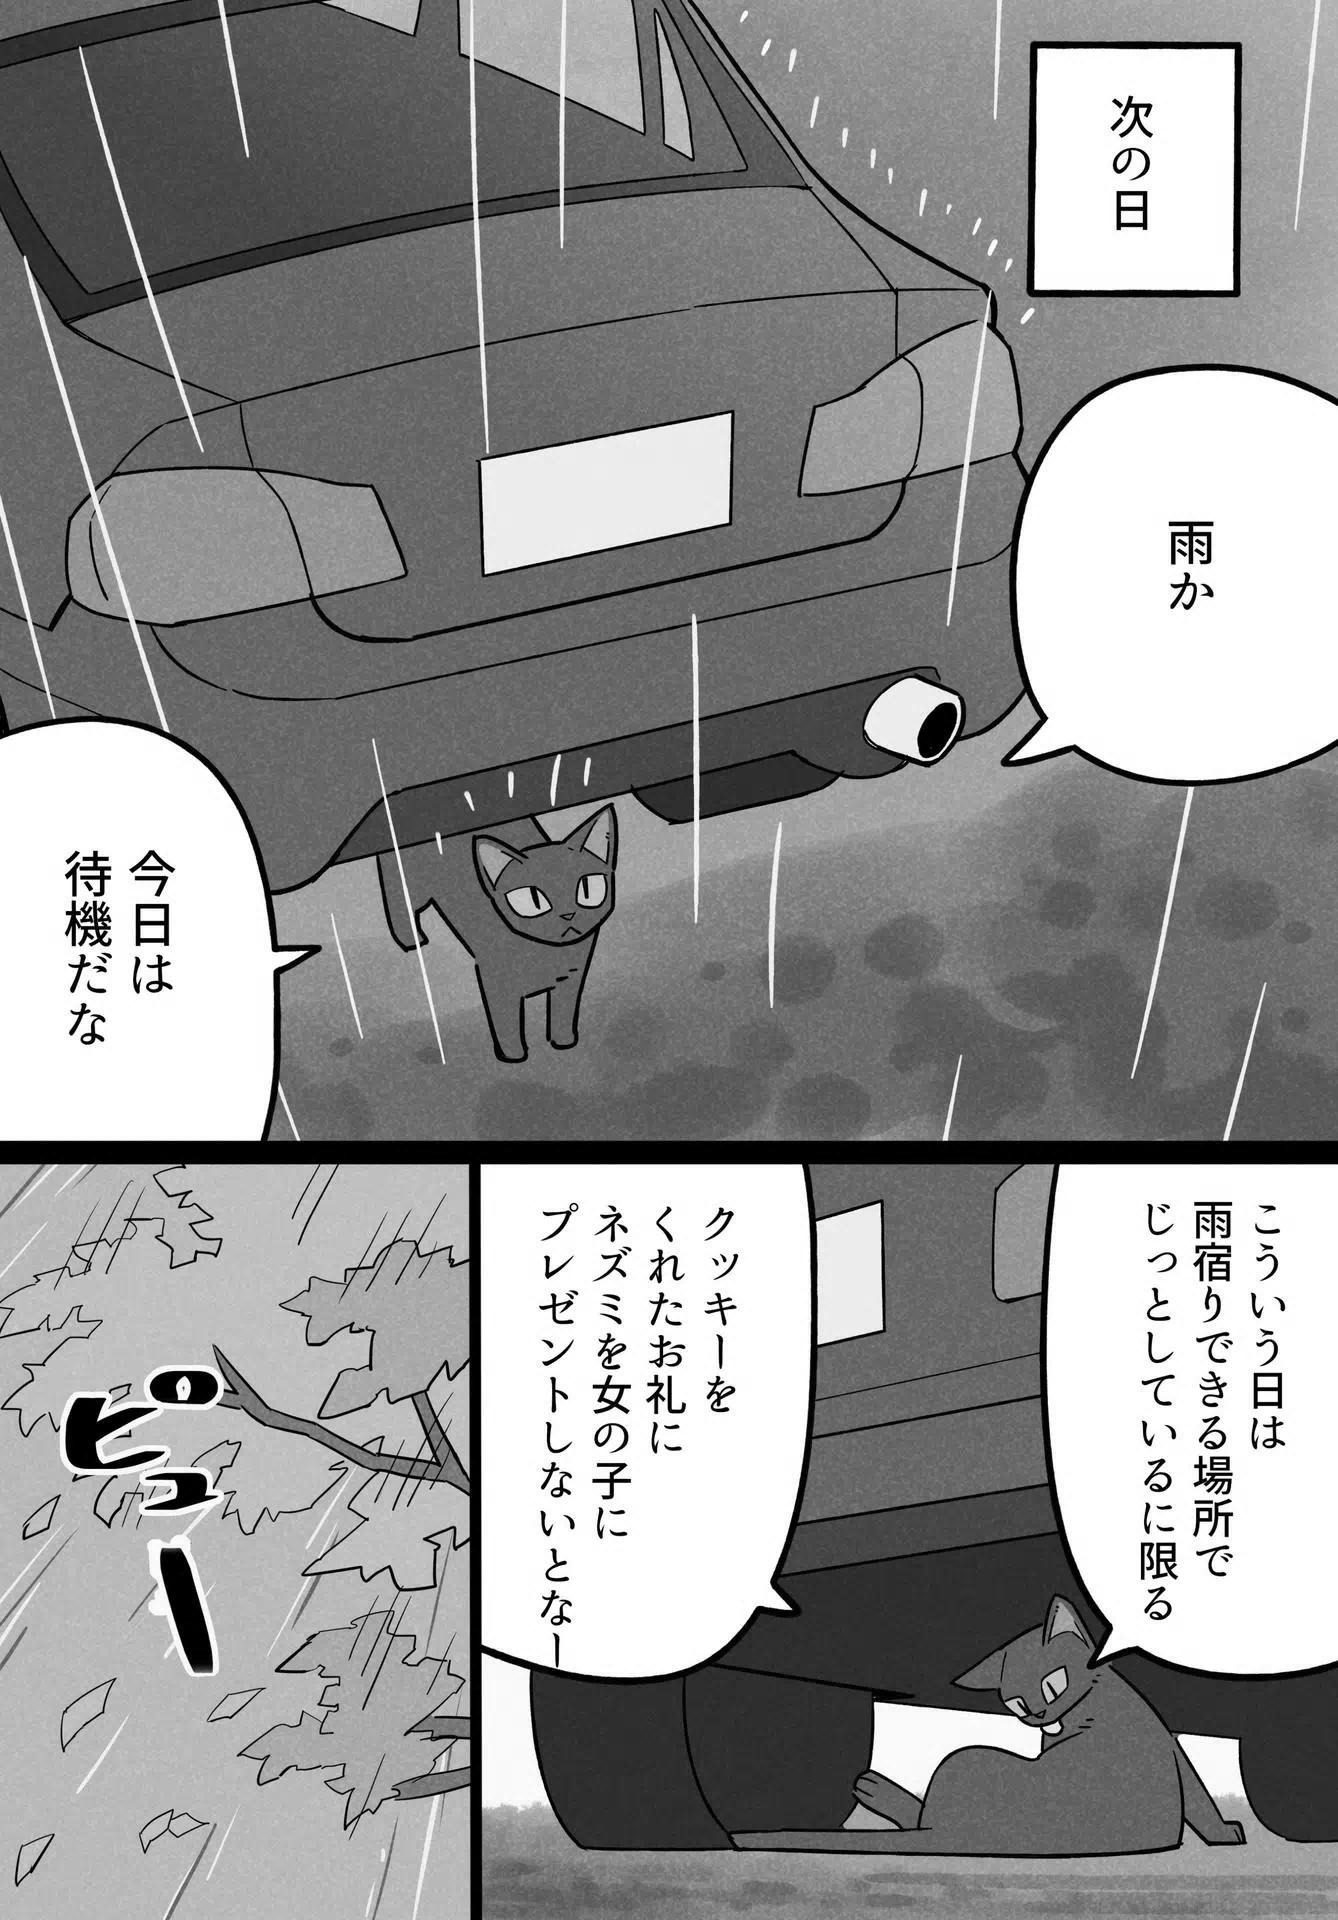 次の日
雨か
今日は
待機だな
こういう日は
雨宿りできる場所で
じっとしているに限る
クッキーを
くれたお礼に
ネズミを女の子に
プレゼントしないとなー
ビュー